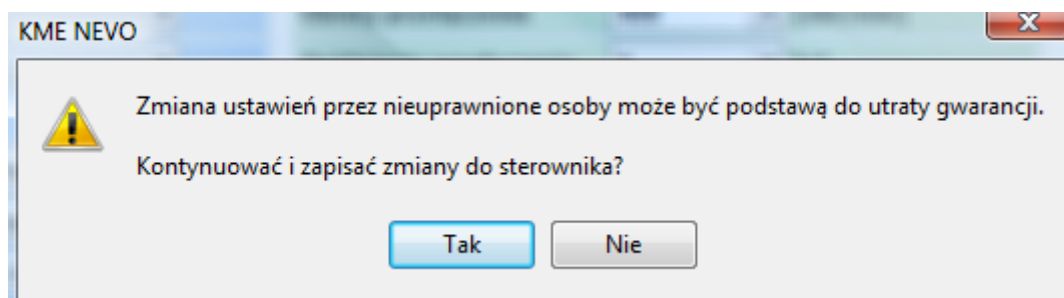 KME NEVO
Zmiana ustawień przez nieuprawnione osoby może być podstawą do utraty gwarancji.
Kontynuować i zapisać zmiany do sterownika?
Tak
Nie